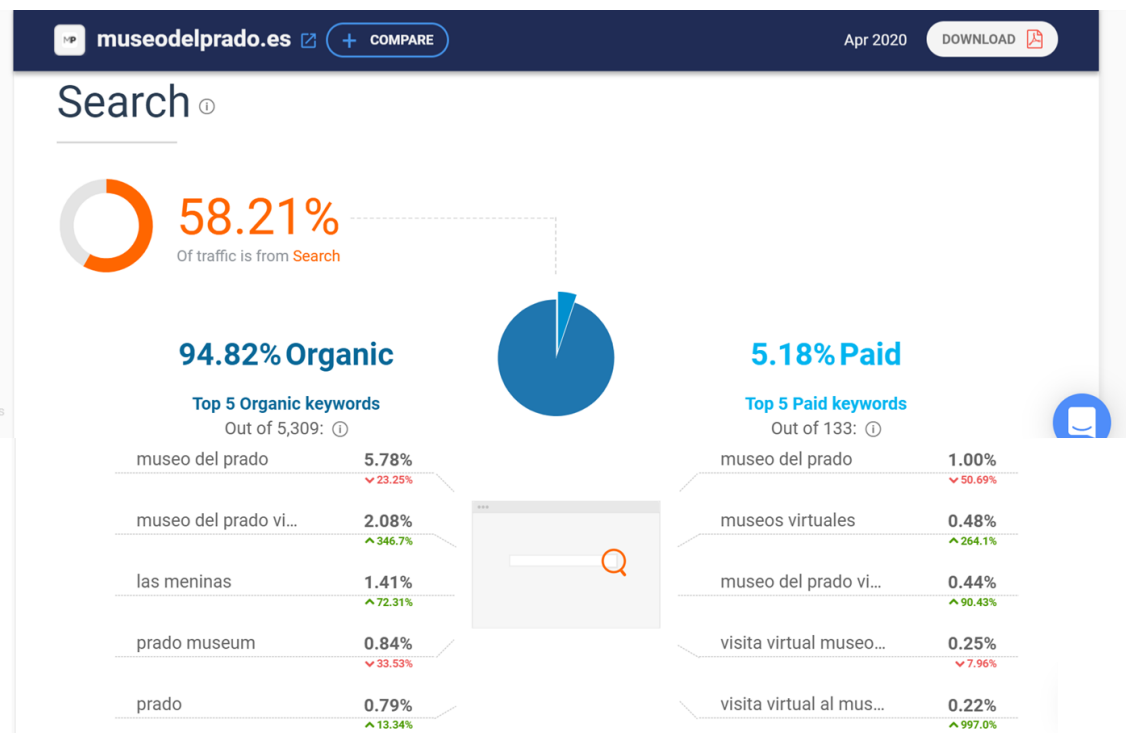 MP museodelprado.es + COMPARE Apr 2020 DOWNLOAD
Search
58.21%
Of traffic is from Search
94.82% Organic
Top 5 Organic keywords
Out of 5,309:
museo del prado 5.78%
23.25%
museo del prado vi... 2.08%
346.7%
las meninas 1.41%
72.31%
prado museum 0.84%
33.53%
prado 0.79%
13.34%
5.18% Paid
Top 5 Paid keywords
Out of 133:
museo del prado 1.00%
50.69%
museos virtuales 0.48%
264.1%
museo del prado vi... 0.44%
90.43%
visita virtual museo... 0.25%
7.96%
visita virtual al mus... 0.22%
997.0%
s